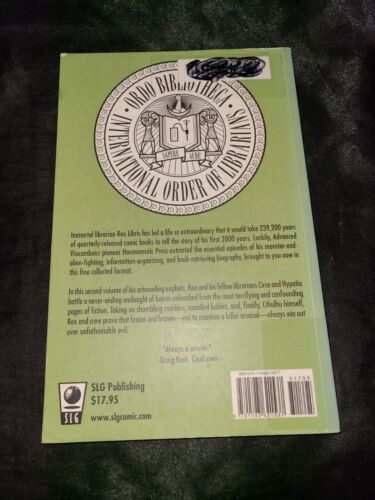 ORDO BIBLIOTHECA
INTERNATIONAL ORDER OF LIBRARIANS
SAPERE AUDE
Immortal librarian Rex Libris has led a life so extraordinary that it would take 239,200 years
of quarterly-released comic books to tell the story of his first 2000 years. Luckily, Advanced
Visicombics pioneer Hermeneutic Press extracted the essential episodes of his monster-and-
alien-fighting, information-organizing, and book-retrieving biography, brought to you now in
this fine collected format.
In this second volume of his astounding exploits, Rex and his fellow librarians Circe and Hypatia
battle a never-ending onslaught of beasts unleashed from the most terrifying and confounding
pages of fiction. Taking on shambling zombies, cannibal bubies, and, finally, Cthulhu himself,
Rex and crew prove that brains and brawn—not to mention a killer arsenal—always win out
over unfathomable evil.
"Always a winner"
-Graig Kent,
SLG Publishing
$17.95
www.slgcomic.com
SLG
51795